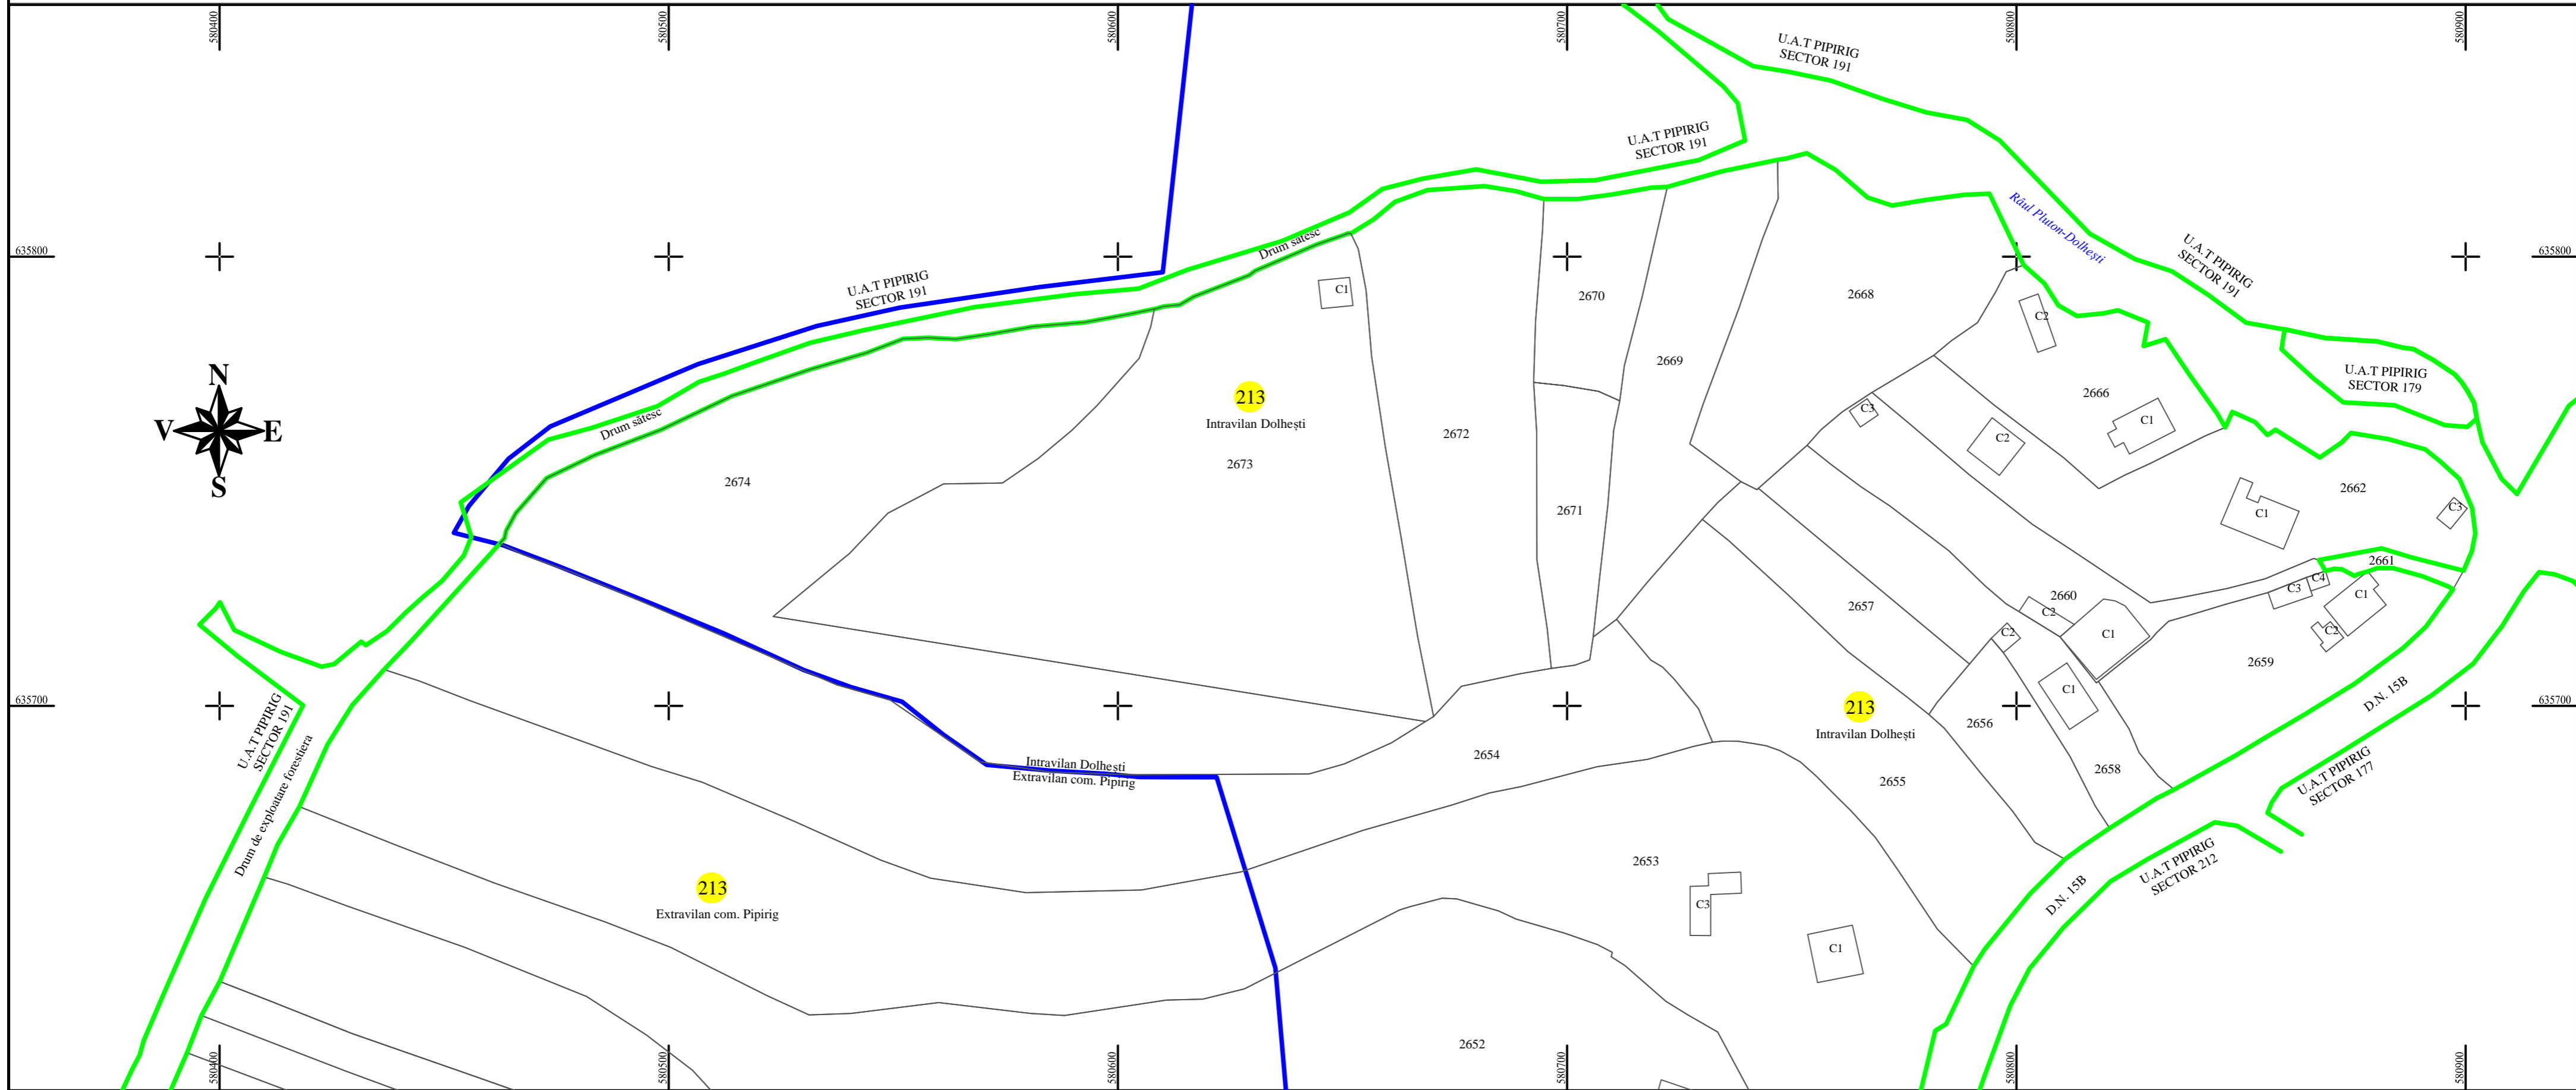 580400
580500
580600
580700
580800
580900
U.A.T PIPIRIG
SECTOR 191
U.A.T PIPIRIG
SECTOR 191
Râul Pluton-Dolhești
U.A.T PIPIRIG
SECTOR 191
635800
635800
Drum sătesc
U.A.T PIPIRIG
SECTOR 191
C1
2670
2668
C2
2669
U.A.T PIPIRIG
SECTOR 179
N
V
E
S
213
Intravilan Dolhești
2673
2666
C3
C1
C2
Drum sătesc
2672
2674
2671
2662
C1
C3
2661
C4
C3
C1
2657
2660
C2
C2
C1
C2
2659
C1
635700
635700
U.A.T PIPIRIG
SECTOR 191
Drum de exploatare forestiera
213
Intravilan Dolhești
2656
D.N. 15B
2654
Intravilan Dolhești
Extravilan com. Pipirig
2658
2655
U.A.T PIPIRIG
SECTOR 177
2653
U.A.T PIPIRIG
SECTOR 212
213
Extravilan com. Pipirig
D.N. 15B
C3
C1
2652
580400
580500
580600
580700
580800
580900